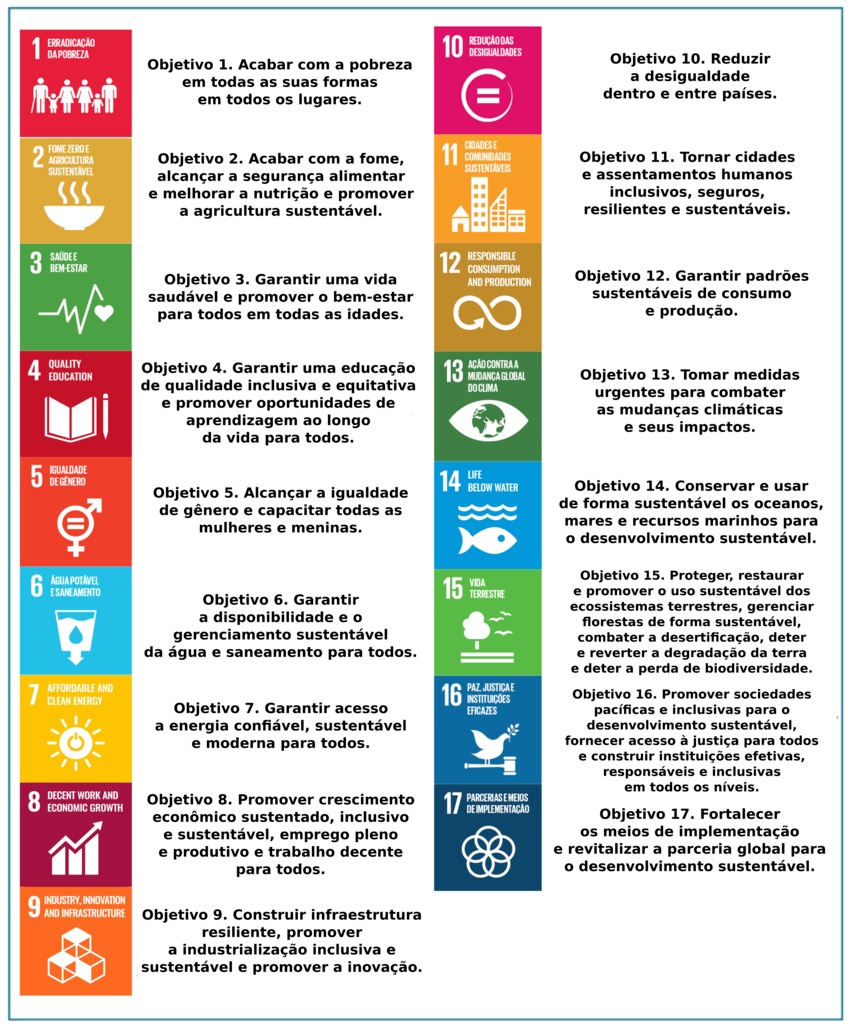 1 ERRADICAÇÃO
DA POBREZA
Objetivo 1. Acabar com a pobreza
em todas as suas formas
em todos os lugares.
2 FOME ZERO E
AGRICULTURA
SUSTENTÁVEL
Objetivo 2. Acabar com a fome,
alcançar a segurança alimentar
e melhorar a nutrição e promover
a agricultura sustentável.
3 SAÚDE E
BEM-ESTAR
Objetivo 3. Garantir uma vida
saudável e promover o bem-estar
para todos em todas as idades.
4 QUALITY
EDUCATION
Objetivo 4. Garantir uma educação
de qualidade inclusiva e equitativa
e promover oportunidades de
aprendizagem ao longo
da vida para todos.
5 IGUALDADE
DE GÊNERO
Objetivo 5. Alcançar a igualdade
de gênero e capacitar todas as
mulheres e meninas.
6 ÁGUA POTÁVEL
E SANEAMENTO
Objetivo 6. Garantir
a disponibilidade e o
gerenciamento sustentável
da água e saneamento para todos.
7 AFFORDABLE AND
CLEAN ENERGY
Objetivo 7. Garantir acesso
a energia confiável, sustentável
e moderna para todos.
8 DECENT WORK AND
ECONOMIC GROWTH
Objetivo 8. Promover crescimento
econômico sustentado, inclusivo
e sustentável, emprego pleno
e produtivo e trabalho decente
para todos.
9 INDUSTRY, INNOVATION
AND INFRASTRUCTURE
Objetivo 9. Construir infraestrutura
resiliente, promover
a industrialização inclusiva e
sustentável e promover a inovação.
10 REDUÇÃO DAS
DESIGUALDADES
Objetivo 10. Reduzir
a desigualdade
dentro e entre países.
11 CIDADES E
COMUNIDADES
SUSTENTÁVEIS
Objetivo 11. Tornar cidades
e assentamentos humanos
inclusivos, seguros,
resilientes e sustentáveis.
12 RESPONSIBLE
CONSUMPTION
AND PRODUCTION
Objetivo 12. Garantir padrões
sustentáveis de consumo
e produção.
13 AÇÃO CONTRA A
MUDANÇA GLOBAL
DO CLIMA
Objetivo 13. Tomar medidas
urgentes para combater
as mudanças climáticas
e seus impactos.
14 LIFE
BELOW WATER
Objetivo 14. Conservar e usar
de forma sustentável os oceanos,
mares e recursos marinhos para
o desenvolvimento sustentável.
15 VIDA
TERRESTRE
Objetivo 15. Proteger, restaurar
e promover o uso sustentável dos
ecossistemas terrestres, gerenciar
florestas de forma sustentável,
combater a desertificação, deter
e reverter a degradação da terra
e deter a perda de biodiversidade.
16 PAZ, JUSTIÇA E
INSTITUIÇÕES
EFICAZES
Objetivo 16. Promover sociedades
pacíficas e inclusivas para o
desenvolvimento sustentável,
fornecer acesso à justiça para todos
e construir instituições efetivas,
responsáveis e inclusivas
em todos os níveis.
17 PARCERIAS E MEIOS
DE IMPLEMENTAÇÃO
Objetivo 17. Fortalecer
os meios de implementação
e revitalizar a parceria global para
o desenvolvimento sustentável.